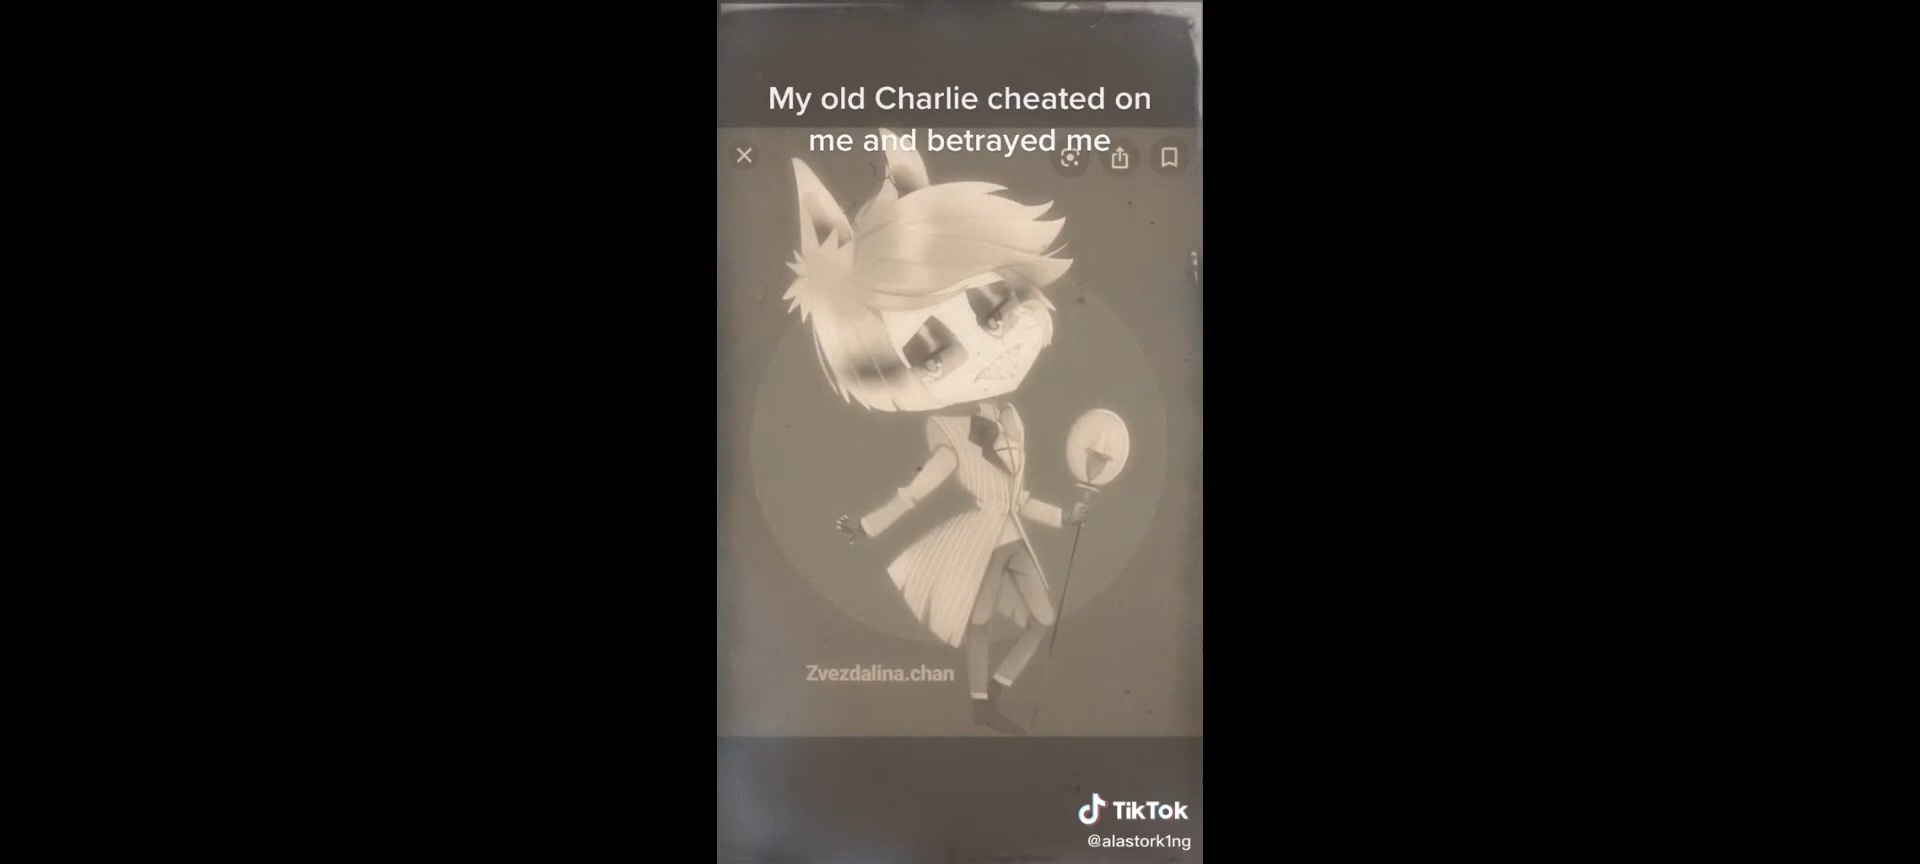 My old Charlie cheated on
me and betrayed me
Zvezdalina.chan
TikTok
@alastork1ng